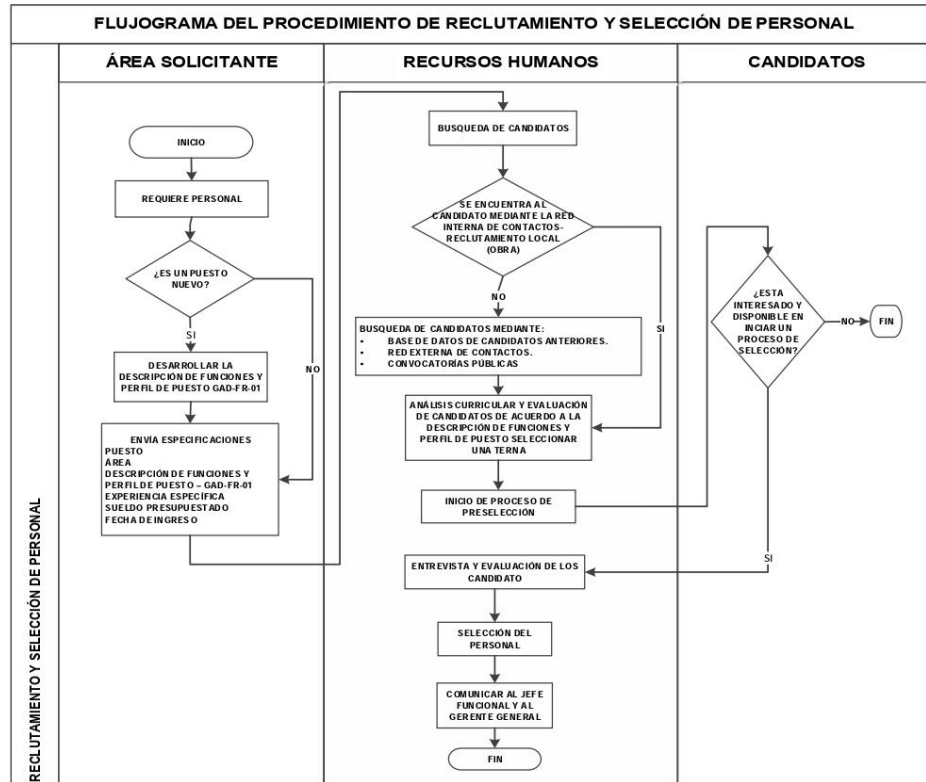 FLUJOGRAMA DEL PROCEDIMIENTO DE RECLUTAMIENTO Y SELECCIÓN DE PERSONAL
ÁREA SOLICITANTE
RECURSOS HUMANOS
CANDIDATOS
RECLUTAMIENTO Y SELECCIÓN DE PERSONAL
INICIO
REQUIERE PERSONAL
¿ES UN PUESTO
NUEVO?
SI
NO
DESARROLLAR LA
DESCRIPCIÓN DE FUNCIONES Y
PERFIL DE PUESTO GAD-FR-01
ENVÍA ESPECIFICACIONES
PUESTO
ÁREA
DESCRIPCIÓN DE FUNCIONES Y
PERFIL DE PUESTO – GAD-FR-01
EXPERIENCIA ESPECÍFICA
SUELDO PRESUPUESTADO
FECHA DE INGRESO
BUSQUEDA DE CANDIDATOS
SE ENCUENTRA AL
CANDIDATO MEDIANTE LA RED
INTERNA DE CONTACTOS-
RECLUTAMIENTO LOCAL
(OBRA)
NO
SI
BUSQUEDA DE CANDIDATOS MEDIANTE:
• BASE DE DATOS DE CANDIDATOS ANTERIORES.
• RED EXTERNA DE CONTACTOS.
• CONVOCATORÍAS PÚBLICAS
ANÁLISIS CURRICULAR Y EVALUACIÓN
DE CANDIDATOS DE ACUERDO A LA
DESCRIPCIÓN DE FUNCIONES Y
PERFIL DE PUESTO SELECCIONAR
UNA TERNA
INICIO DE PROCESO DE
PRESELECCIÓN
¿ESTA
INTERESADO Y
DISPONIBLE EN
INCIAR UN
PROCESO DE
SELECCIÓN?
NO
FIN
SI
ENTREVISTA Y EVALUACIÓN DE LOS
CANDIDATO
SELECCIÓN DEL
PERSONAL
COMUNICAR AL JEFE
FUNCIONAL Y AL
GERENTE GENERAL
FIN